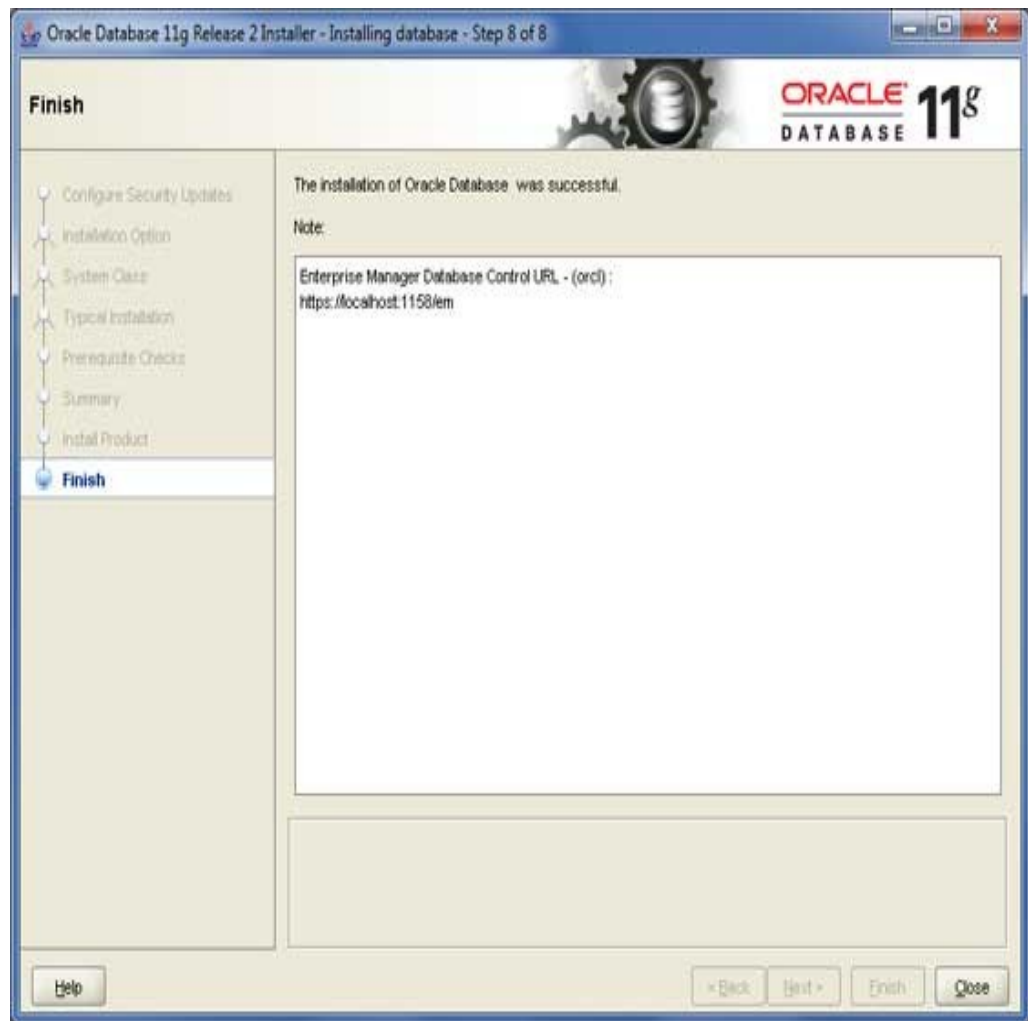 Oracle Database 11g Release 2 Installer - Installing database - Step 8 of 8
Finish
ORACLE
DATABASE
11g
Configure Security Updates
Installation Option
System Class
Typical Installation
Prerequisite Checks
Summary
Install Product
Finish
The installation of Oracle Database was successful.
Note:
Enterprise Manager Database Control URL - (orcl) :
https://localhost:1158/em
Help
< Back
Next >
Finish
Close